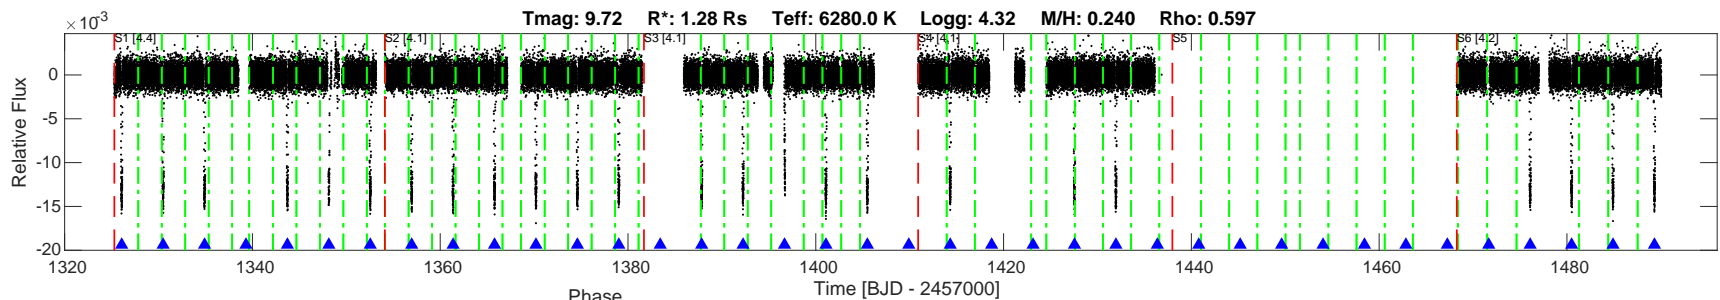 Tmag: 9.72 R*: 1.28 Rs Teff: 6280.0 K Logg: 4.32 M/H: 0.240 Rho: 0.597
× 10⁻³
S1 [4.4] S2 [4.1] S3 [4.1] S4 [4.1] S5 S6 [4.2]
0
-5
-10
-15
-20
Relative Flux
1320 1340 1360 1380 1400 1420 1440 1460 1480
Phase
Time [BJD - 2457000]